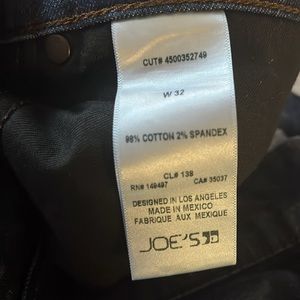 CUT# 4500352749
W 32
98% COTTON 2% SPANDEX
CL# 138
RN# 149497 CA# 35037
DESIGNED IN LOS ANGELES
MADE IN MEXICO
FABRIQUE AUX MEXIQUE
JOE'S